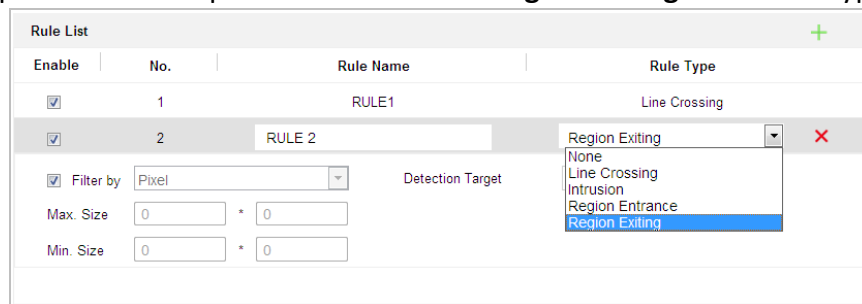 Rule List
Enable No. Rule Name Rule Type
1 RULE1 Line Crossing
2 RULE 2 Region Exiting
None
Line Crossing
Intrusion
Region Entrance
Region Exiting
Filter by Pixel Detection Target
Max. Size 0 * 0
Min. Size 0 * 0